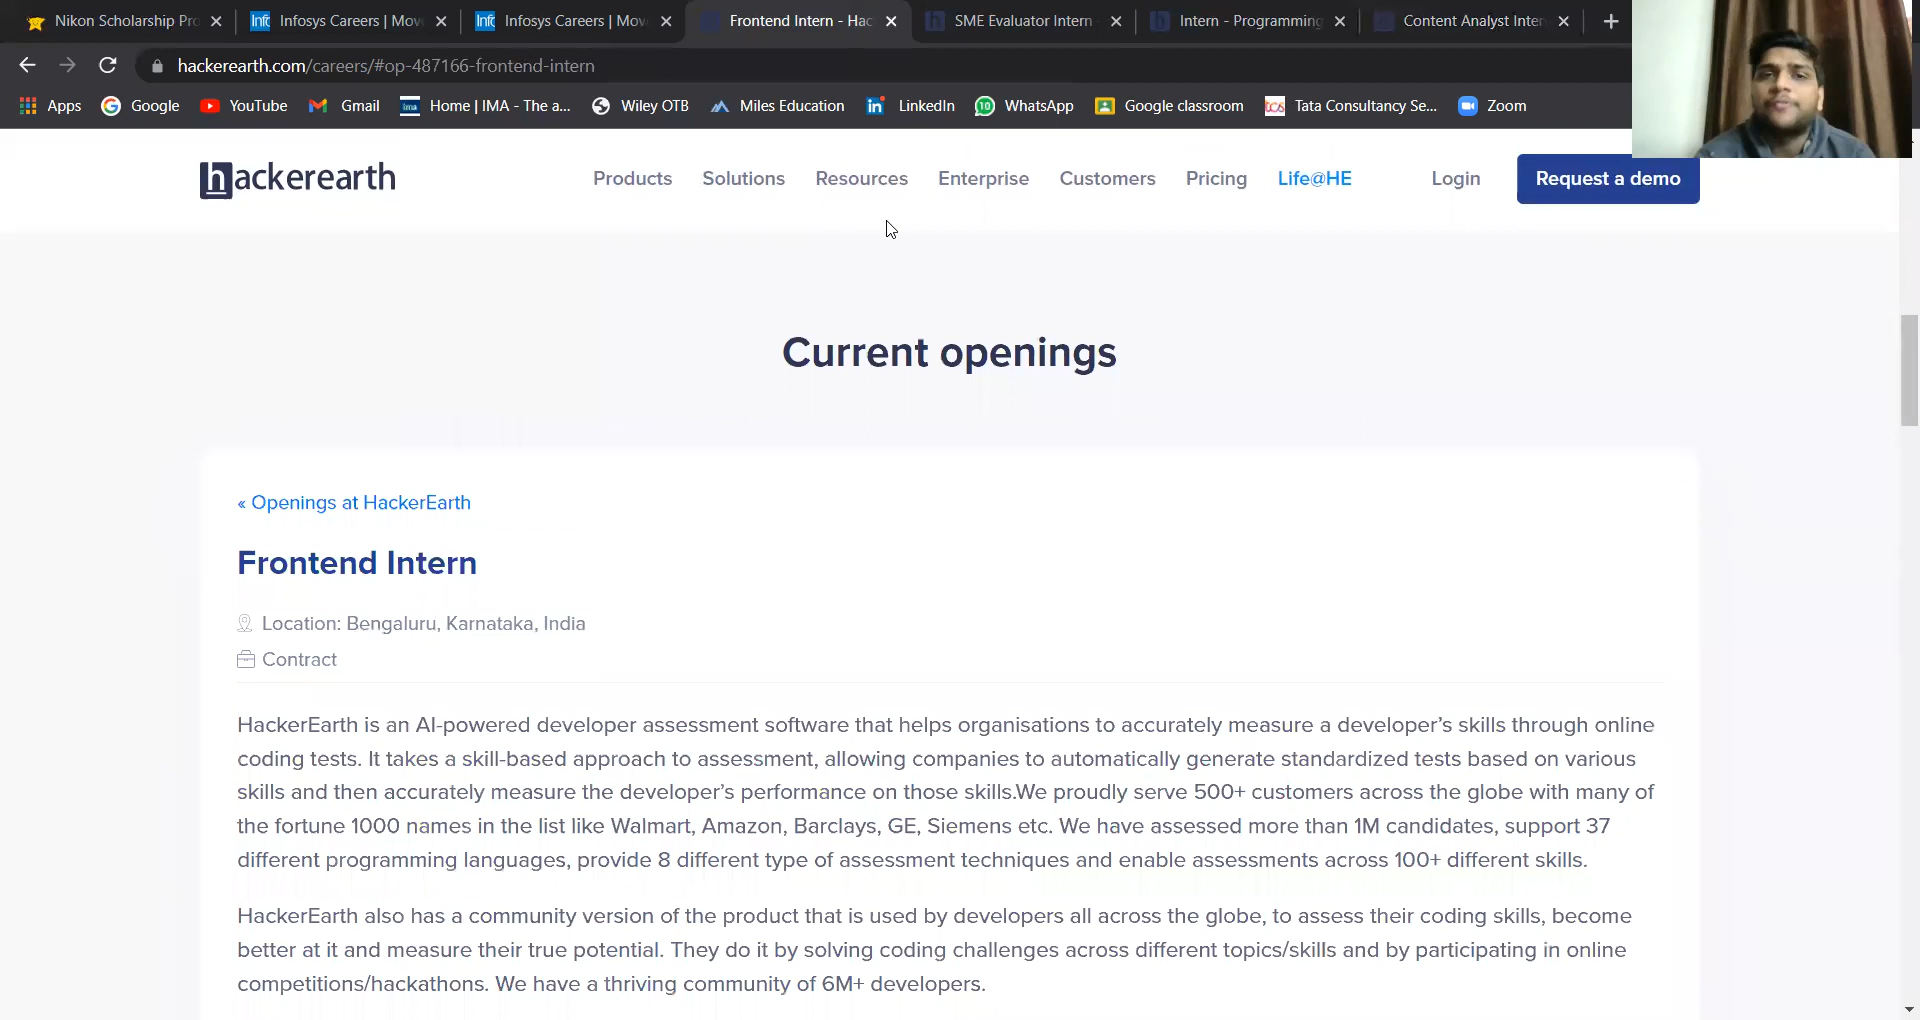 Nikon Scholarship Pro
Infosys Careers | Mov
Infosys Careers | Mov
Frontend Intern - Hac
SME Evaluator Intern -
Intern - Programming
Content Analyst Inter
hackerearth.com/careers/#op-487166-frontend-intern
Apps
Google
YouTube
Gmail
Home | IMA - The a...
Wiley OTB
Miles Education
LinkedIn
WhatsApp
Google classroom
Tata Consultancy Se...
Zoom
hackerearth
Products
Solutions
Resources
Enterprise
Customers
Pricing
Life@HE
Login
Request a demo
Current openings
« Openings at HackerEarth
Frontend Intern
Location: Bengaluru, Karnataka, India
Contract
HackerEarth is an AI-powered developer assessment software that helps organisations to accurately measure a developer's skills through online
coding tests. It takes a skill-based approach to assessment, allowing companies to automatically generate standardized tests based on various
skills and then accurately measure the developer's performance on those skills.We proudly serve 500+ customers across the globe with many of
the fortune 1000 names in the list like Walmart, Amazon, Barclays, GE, Siemens etc. We have assessed more than 1M candidates, support 37
different programming languages, provide 8 different type of assessment techniques and enable assessments across 100+ different skills.
HackerEarth also has a community version of the product that is used by developers all across the globe, to assess their coding skills, become
better at it and measure their true potential. They do it by solving coding challenges across different topics/skills and by participating in online
competitions/hackathons. We have a thriving community of 6M+ developers.